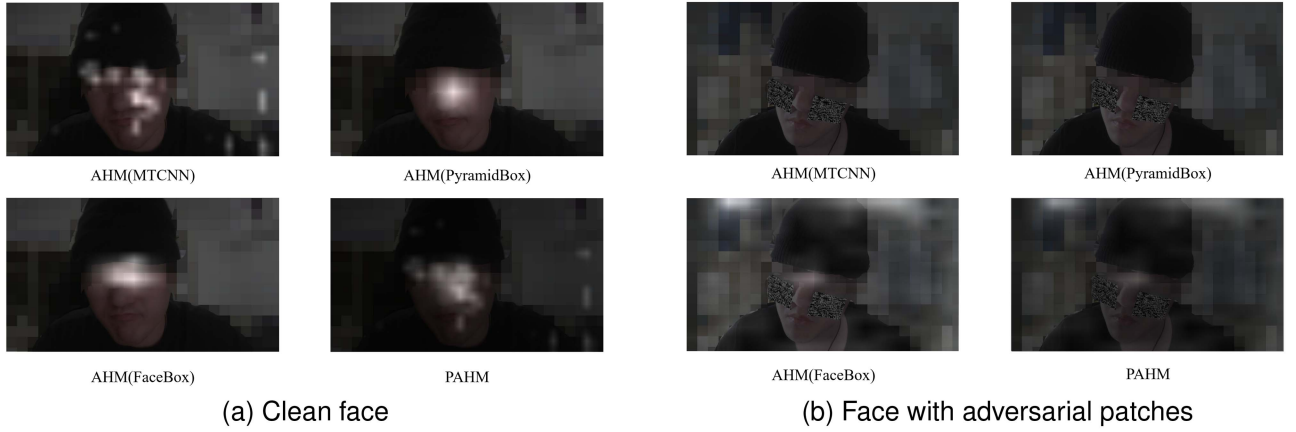 AHM(MTCNN)
AHM(PyramidBox)
AHM(FaceBox)
PAHM
(a) Clean face
AHM(MTCNN)
AHM(PyramidBox)
AHM(FaceBox)
PAHM
(b) Face with adversarial patches